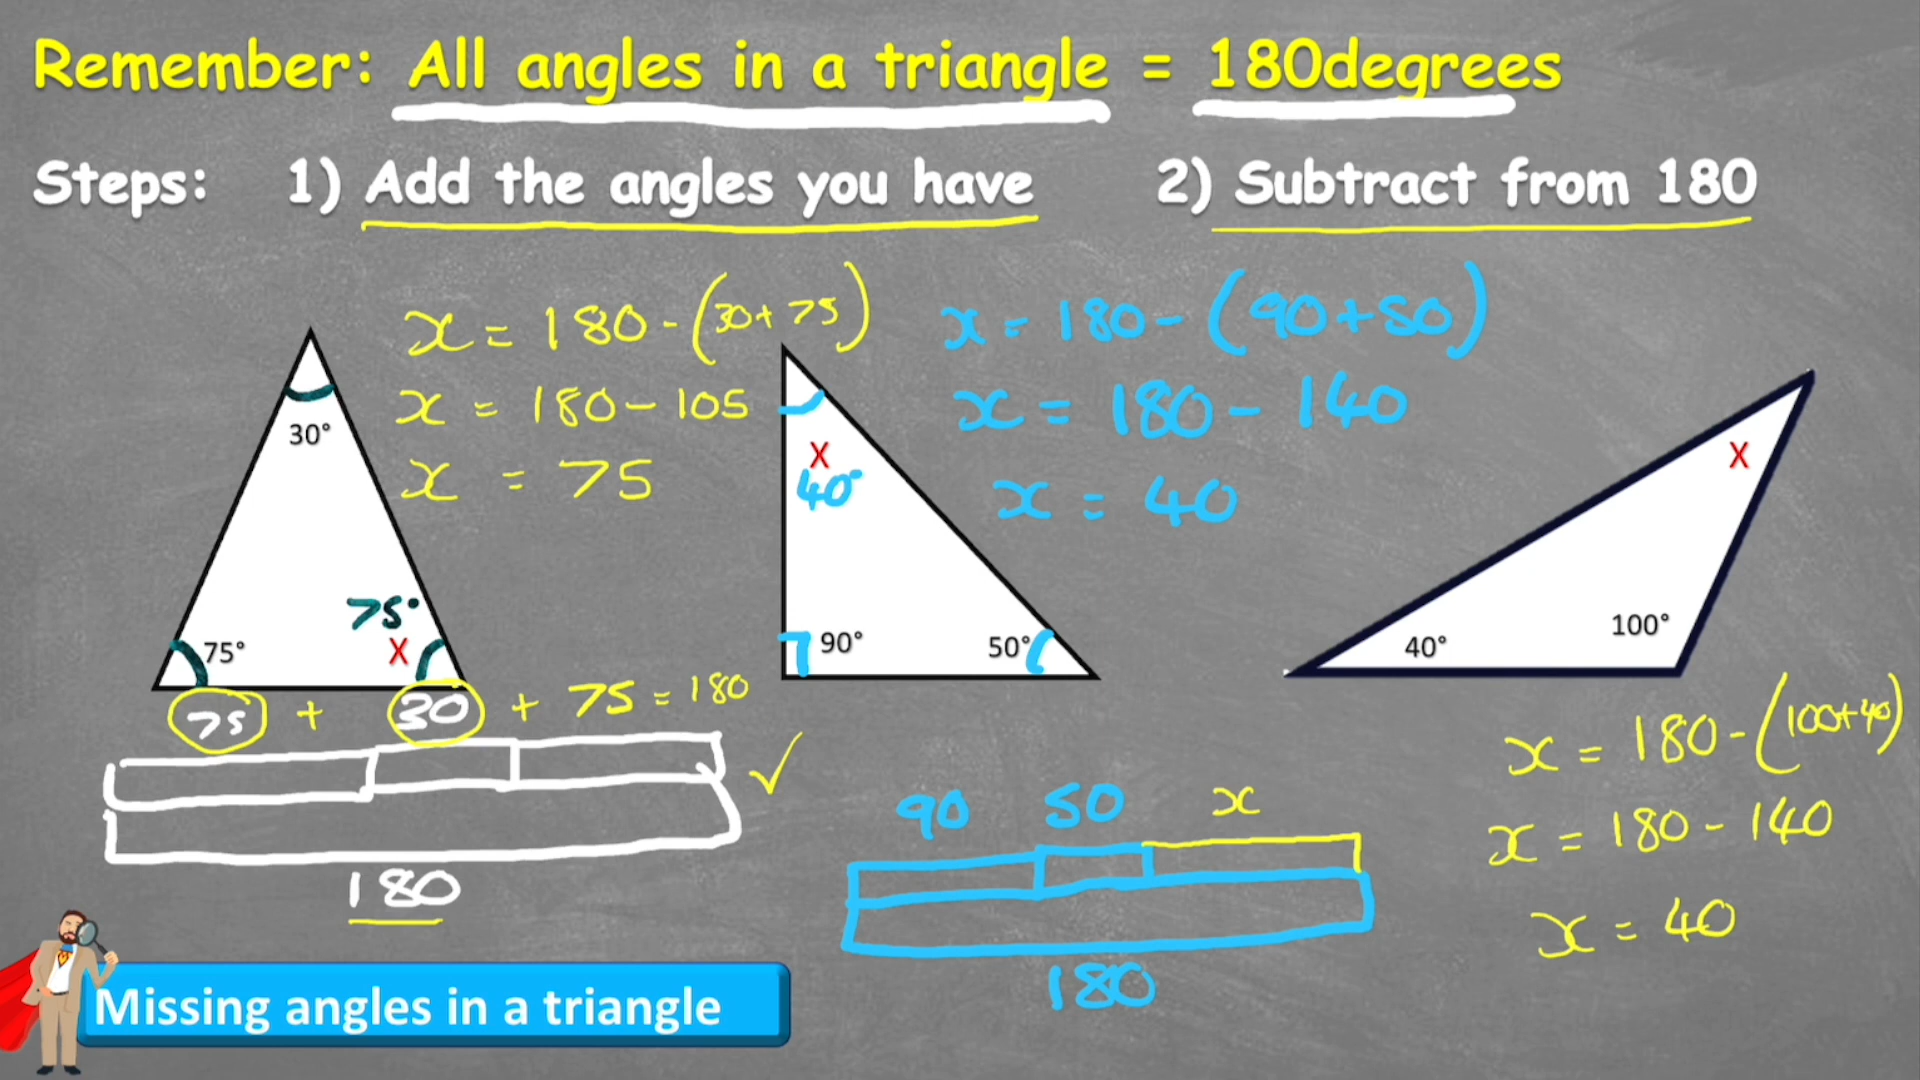 Remember: All angles in a triangle = 180degrees
Steps: 1) Add the angles you have 2) Subtract from 180
x = 180 - (30 + 75)
x = 180 - 105
x = 75
30°
75°
75°
X
75 + 30 + 75 = 180
180
x = 180 - (90 + 50)
x = 180 - 140
x = 40
X
40°
90°
50°
90 50 x
180
X
40°
100°
x = 180 - (100 + 40)
x = 180 - 140
x = 40
Missing angles in a triangle